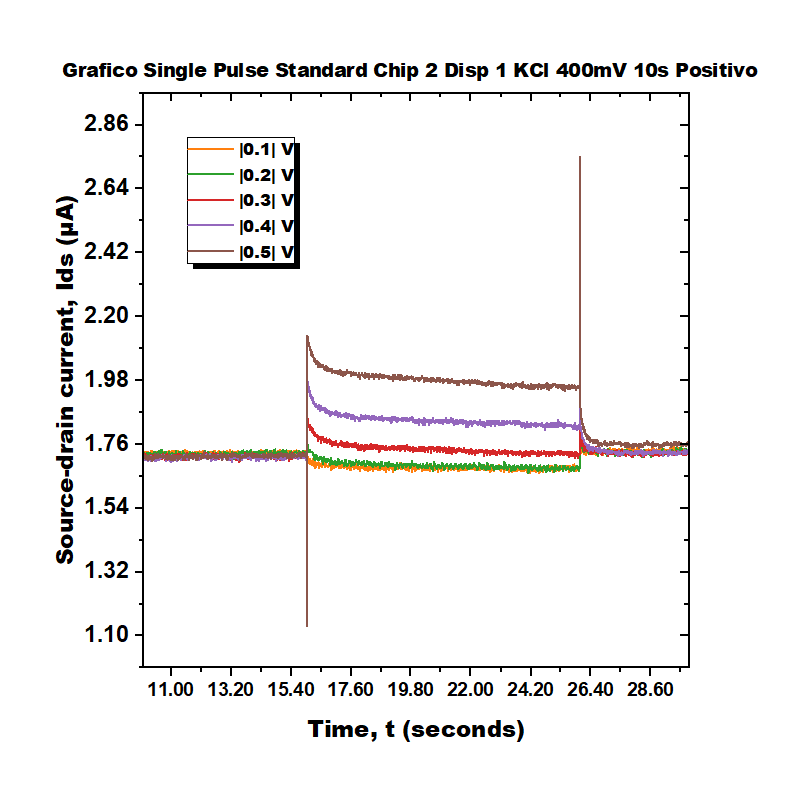 Grafico Single Pulse Standard Chip 2 Disp 1 KCl 400mV 10s Positivo
2.86
2.64
2.42
2.20
1.98
1.76
1.54
1.32
1.10
Source-drain current, Ids (µA)
|0.1| V
|0.2| V
|0.3| V
|0.4| V
|0.5| V
11.00 13.20 15.40 17.60 19.80 22.00 24.20 26.40 28.60
Time, t (seconds)